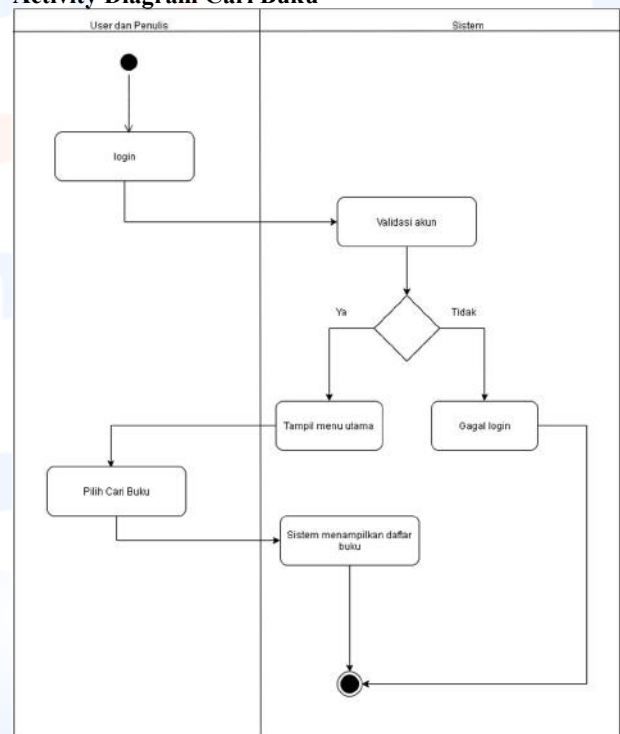 Activity Diagram Cari Buku
User dan Penulis
Sistem
login
Validasi akun
Ya
Tidak
Tampil menu utama
Gagal login
Pilih Cari Buku
Sistem menampilkan daftar
buku